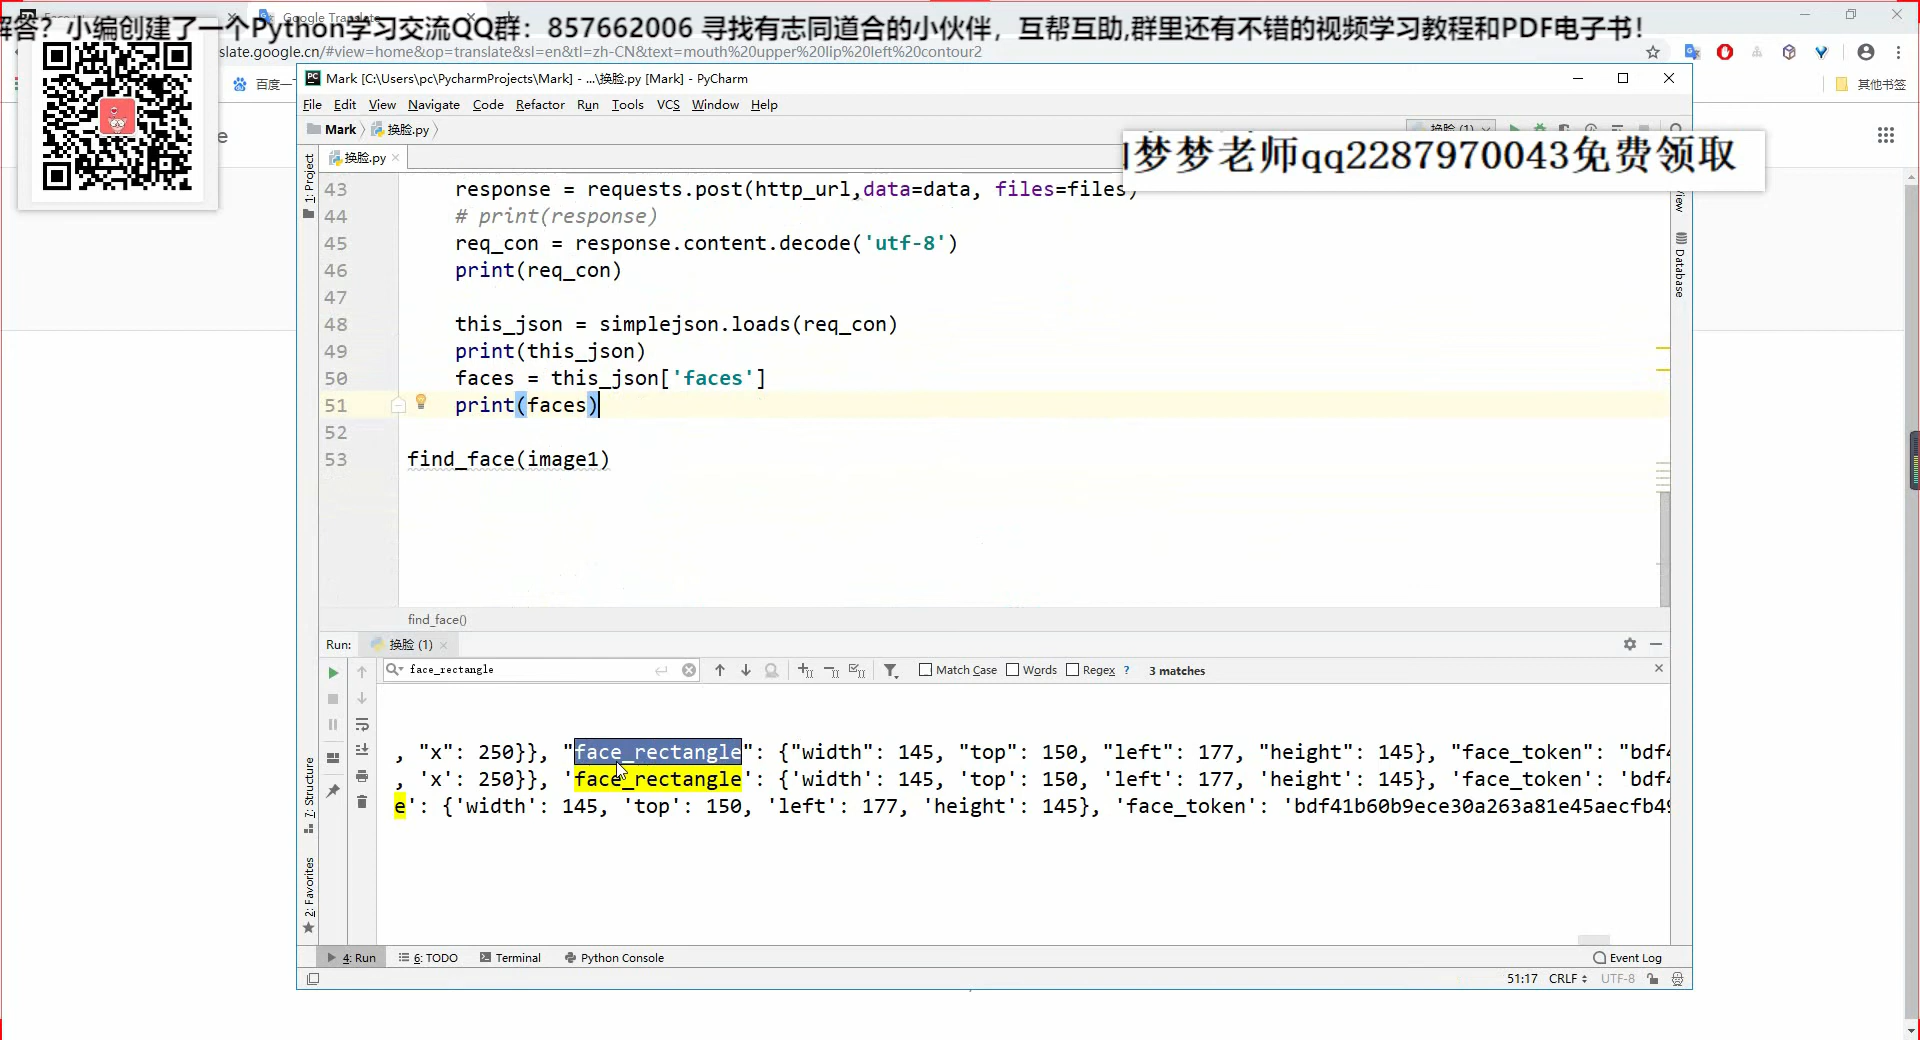 解答？小编创建了一个Python学习交流QQ群：857662006 寻找有志同道合的小伙伴，互帮互助,群里还有不错的视频学习教程和PDF电子书！
Google Translate
slate.google.cn/#view=home&op=translate&sl=en&tl=zh-CN&text=mouth%20upper%20lip%20left%20contour2
百度一
其他书签
Mark [C:\Users\pc\PycharmProjects\Mark] - ...\换脸.py [Mark] - PyCharm
File Edit View Navigate Code Refactor Run Tools VCS Window Help
Mark 换脸.py
换脸 (1)
梦梦老师qq2287970043免费领取
1: Project
换脸.py
43 response = requests.post(http_url,data=data, files=files)
44 # print(response)
45 req_con = response.content.decode('utf-8')
46 print(req_con)
47
48 this_json = simplejson.loads(req_con)
49 print(this_json)
50 faces = this_json['faces']
51 print(faces)
52
53 find_face(image1)
Database
find_face()
Run: 换脸 (1)
face_rectangle
Match Case Words Regex ? 3 matches
, "x": 250}}, "face_rectangle": {"width": 145, "top": 150, "left": 177, "height": 145}, "face_token": "bdf4
, 'x': 250}}, 'face_rectangle': {'width': 145, 'top': 150, 'left': 177, 'height': 145}, 'face_token': 'bdf4
e': {'width': 145, 'top': 150, 'left': 177, 'height': 145}, 'face_token': 'bdf41b60b9ece30a263a81e45aecfb49
7: Structure
2: Favorites
4: Run 6: TODO Terminal Python Console Event Log
51:17 CRLF UTF-8